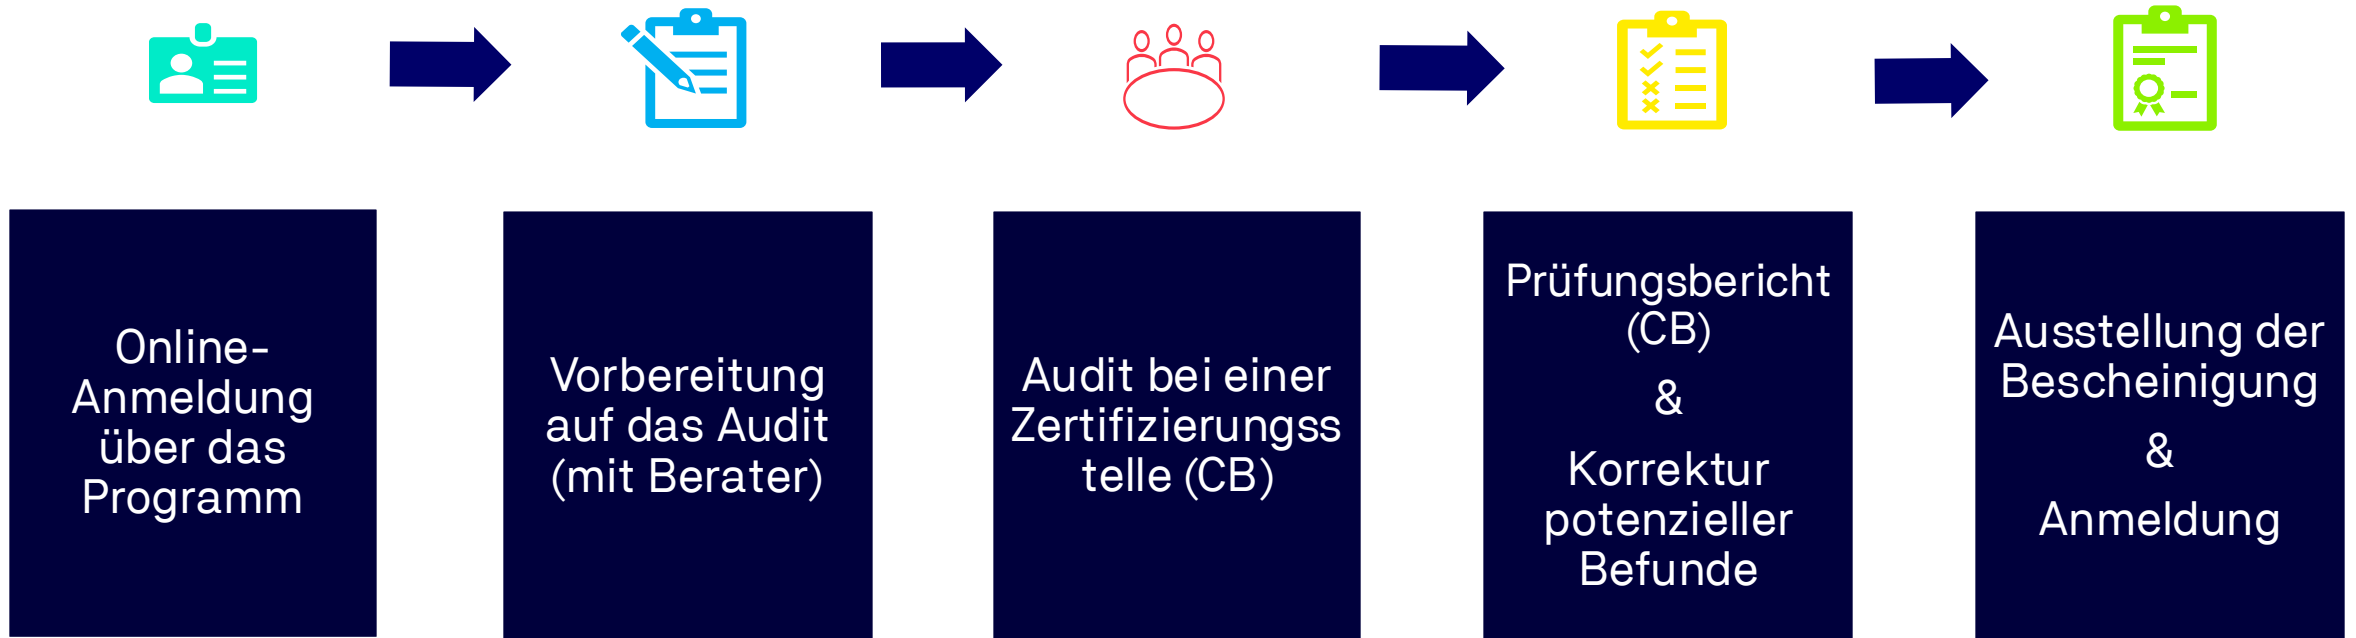 Online-
Anmeldung
über das
Programm
Vorbereitung
auf das Audit
(mit Berater)
Audit bei einer
Zertifizierungss
telle (CB)
Prüfungsbericht
(CB)
&
Korrektur
potenzieller
Befunde
Ausstellung der
Bescheinigung
&
Anmeldung